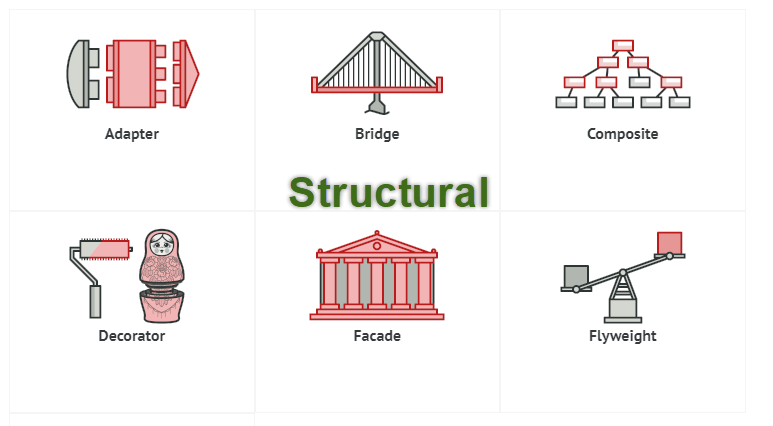 Adapter
Bridge
Composite
Structural
Decorator
Facade
Flyweight